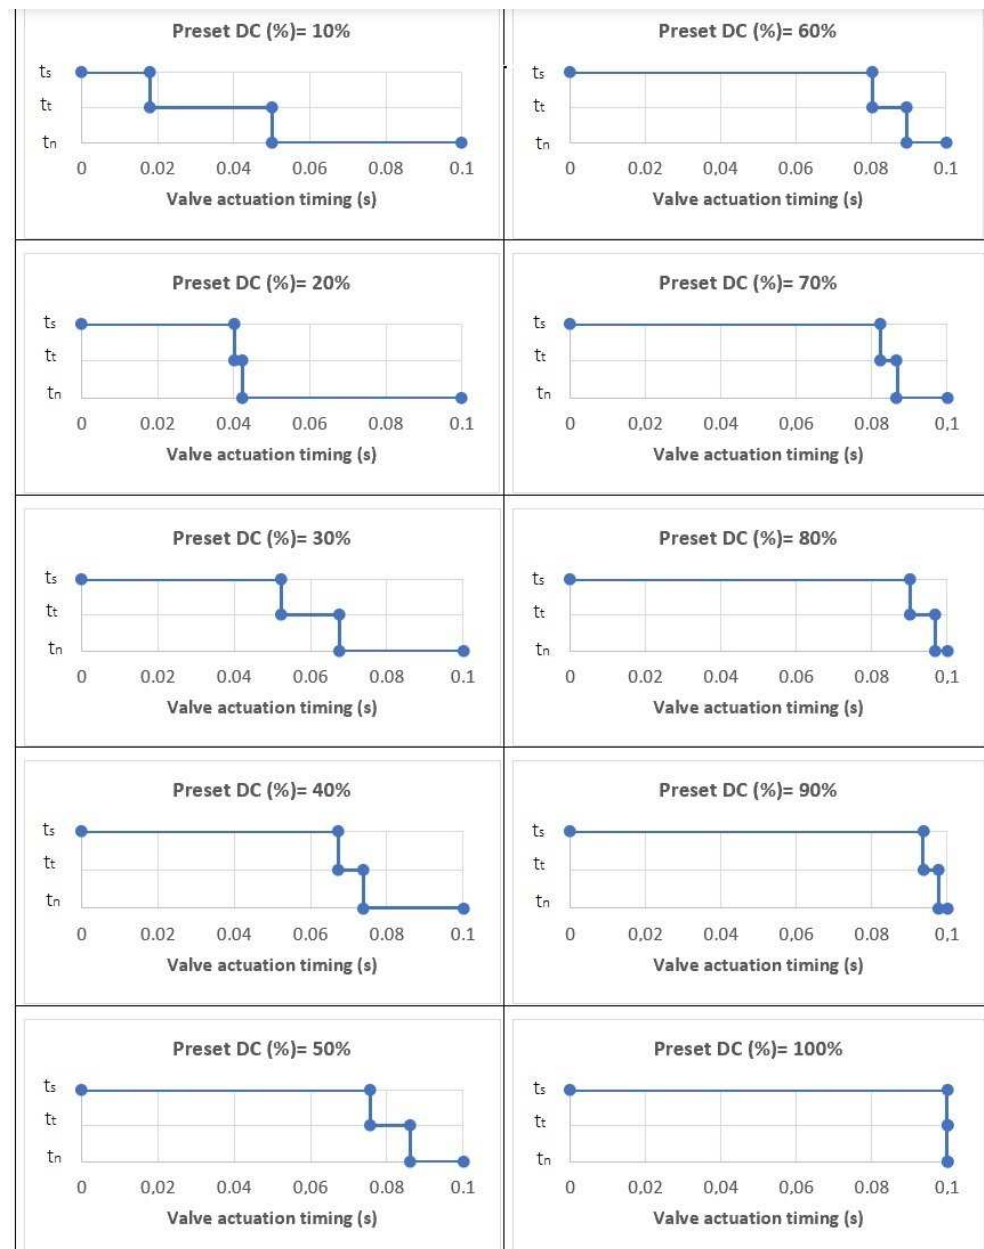 Preset DC (%)= 10%
ts
tt
tn
0 0.02 0.04 0.06 0.08 0.1
Valve actuation timing (s)
Preset DC (%)= 60%
ts
tt
tn
0 0.02 0.04 0.06 0.08 0.1
Valve actuation timing (s)
Preset DC (%)= 20%
ts
tt
tn
0 0.02 0.04 0.06 0.08 0.1
Valve actuation timing (s)
Preset DC (%)= 70%
ts
tt
tn
0 0.02 0,04 0,06 0.08 0,1
Valve actuation timing (s)
Preset DC (%)= 30%
ts
tt
tn
0 0.02 0.04 0.06 0.08 0.1
Valve actuation timing (s)
Preset DC (%)= 80%
ts
tt
tn
0 0.02 0.04 0.06 0.08 0,1
Valve actuation timing (s)
Preset DC (%)= 40%
ts
tt
tn
0 0.02 0.04 0.06 0.08 0.1
Valve actuation timing (s)
Preset DC (%)= 90%
ts
tt
tn
0 0,02 0,04 0,06 0.08 0,1
Valve actuation timing (s)
Preset DC (%)= 50%
ts
tt
tn
0 0,02 0.04 0,06 0.08 0.1
Valve actuation timing (s)
Preset DC (%)= 100%
ts
tt
tn
0 0.02 0.04 0,06 0.08 0.1
Valve actuation timing (s)